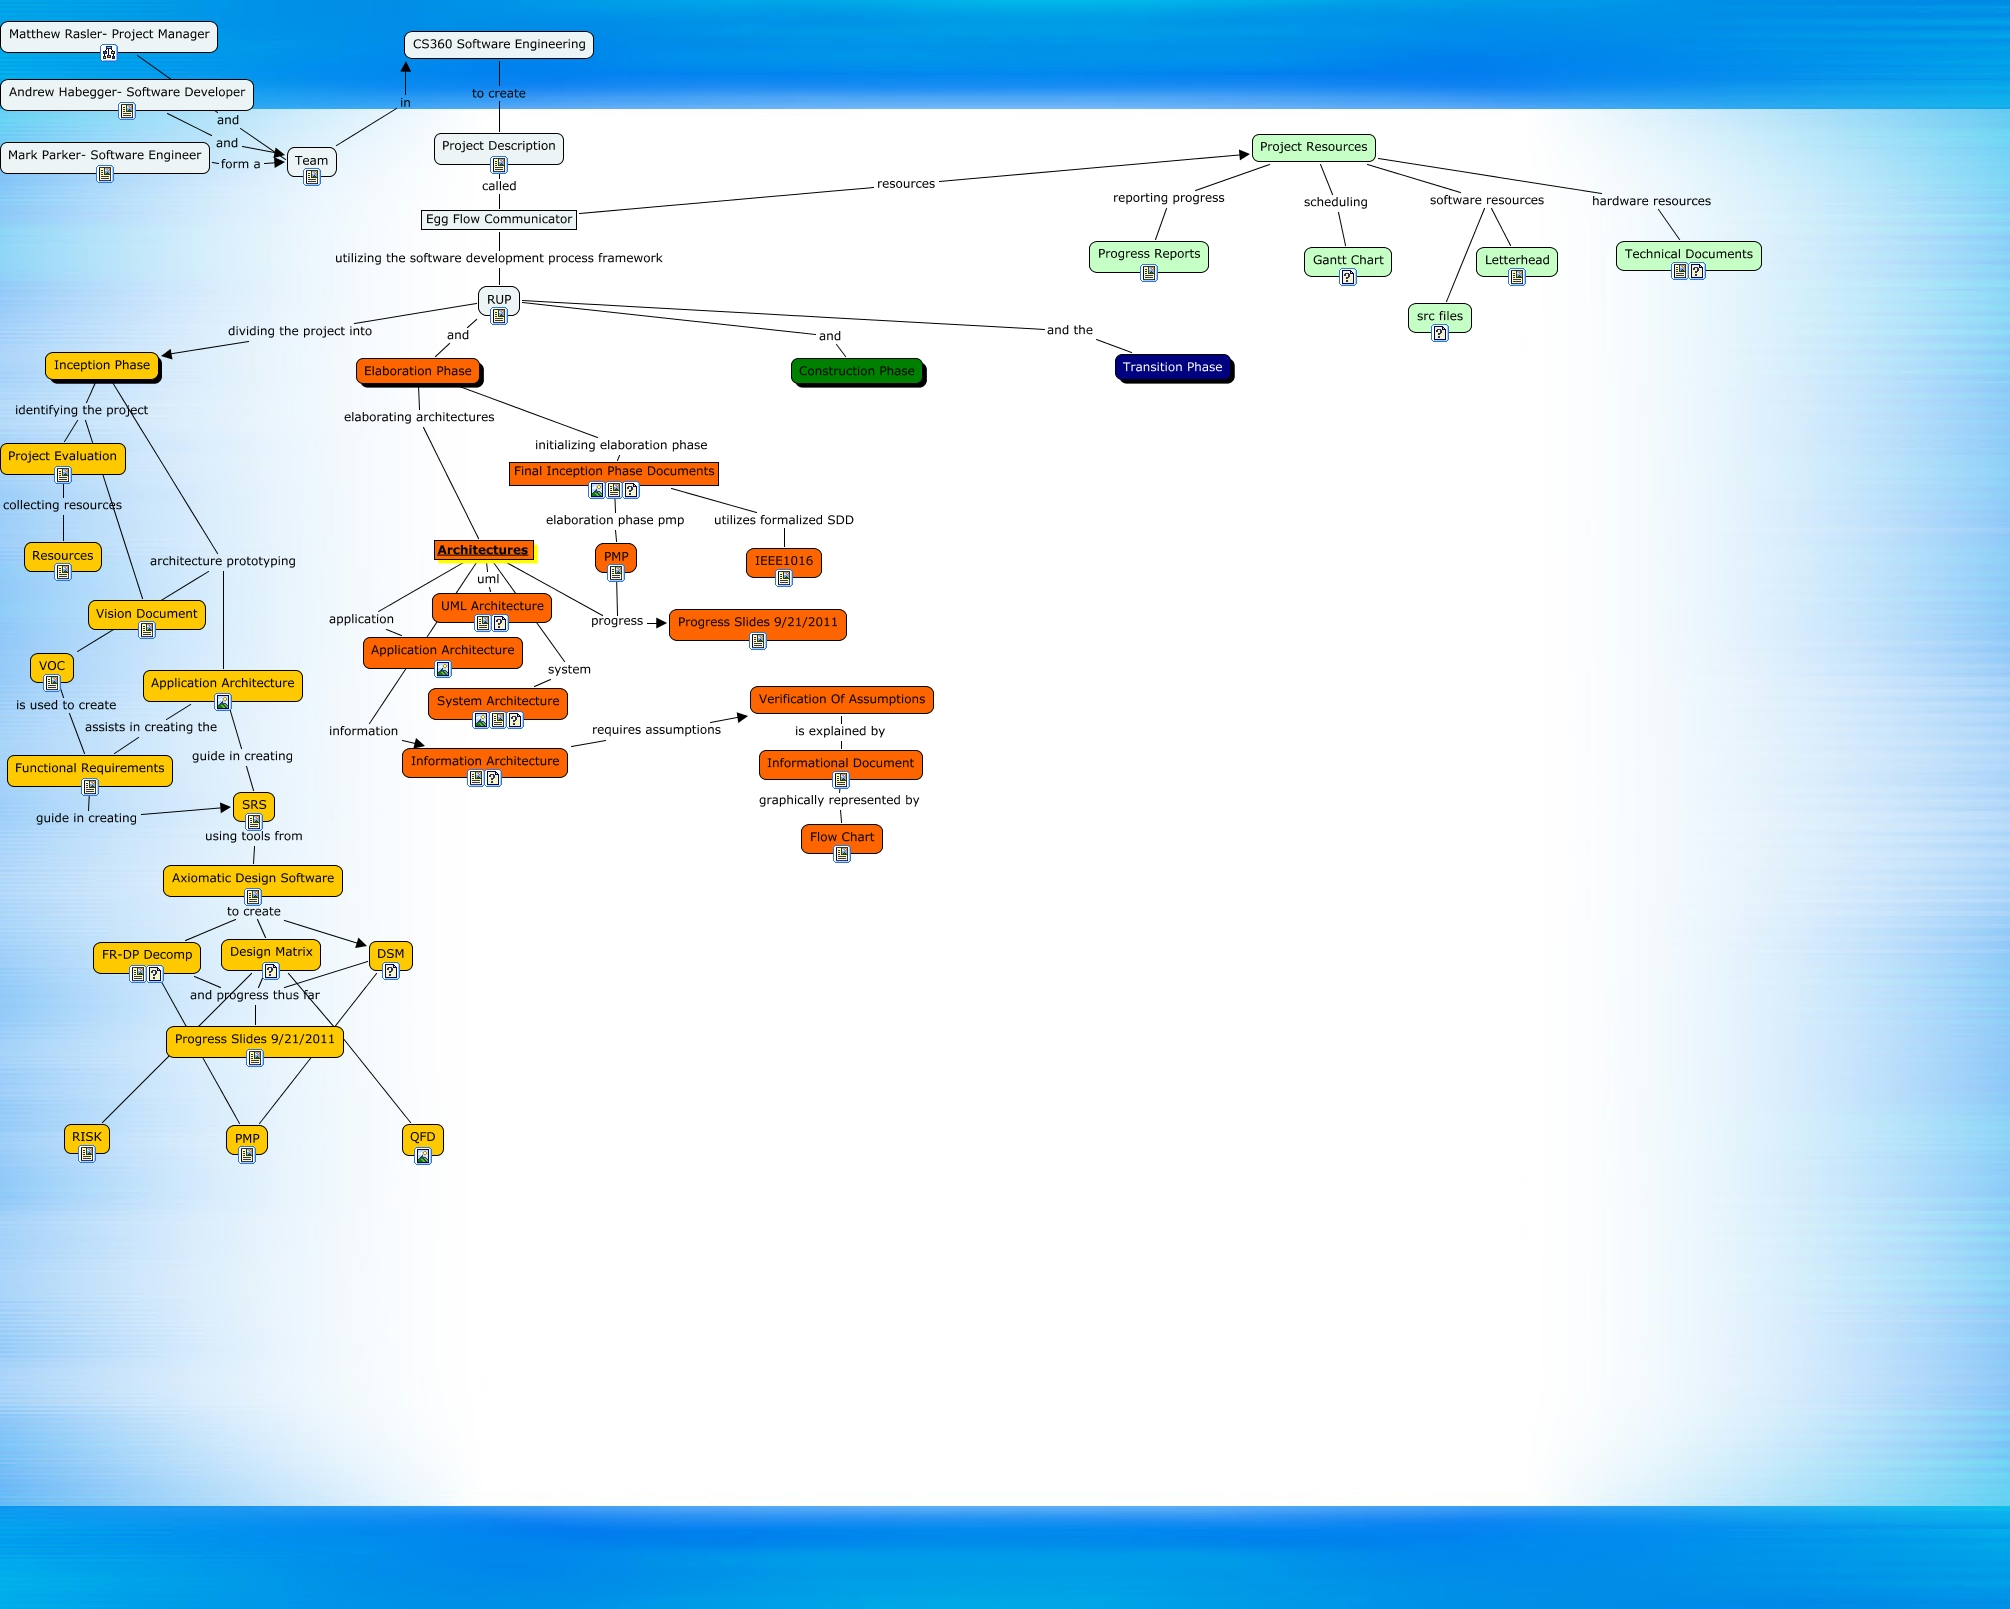 Matthew Rasler- Project Manager
CS360 Software Engineering
Andrew Habegger- Software Developer
to create
in
and
and
Mark Parker- Software Engineer
form a
Team
Project Description
called
Egg Flow Communicator
resources
Project Resources
reporting progress
scheduling
software resources
hardware resources
Progress Reports
Gantt Chart
Letterhead
Technical Documents
src files
utilizing the software development process framework
RUP
dividing the project into
and
and
and the
Inception Phase
Elaboration Phase
Construction Phase
Transition Phase
identifying the project
elaborating architectures
initializing elaboration phase
Project Evaluation
Final Inception Phase Documents
collecting resources
elaboration phase pmp
utilizes formalized SDD
Resources
architecture prototyping
Architectures
PMP
IEEE1016
uml
Vision Document
UML Architecture
application
progress
Progress Slides 9/21/2011
VOC
Application Architecture
Application Architecture
system
is used to create
System Architecture
Verification Of Assumptions
assists in creating the
information
requires assumptions
is explained by
guide in creating
Functional Requirements
Information Architecture
Informational Document
guide in creating
SRS
graphically represented by
using tools from
Flow Chart
Axiomatic Design Software
to create
FR-DP Decomp
Design Matrix
DSM
and progress thus far
Progress Slides 9/21/2011
RISK
PMP
QFD